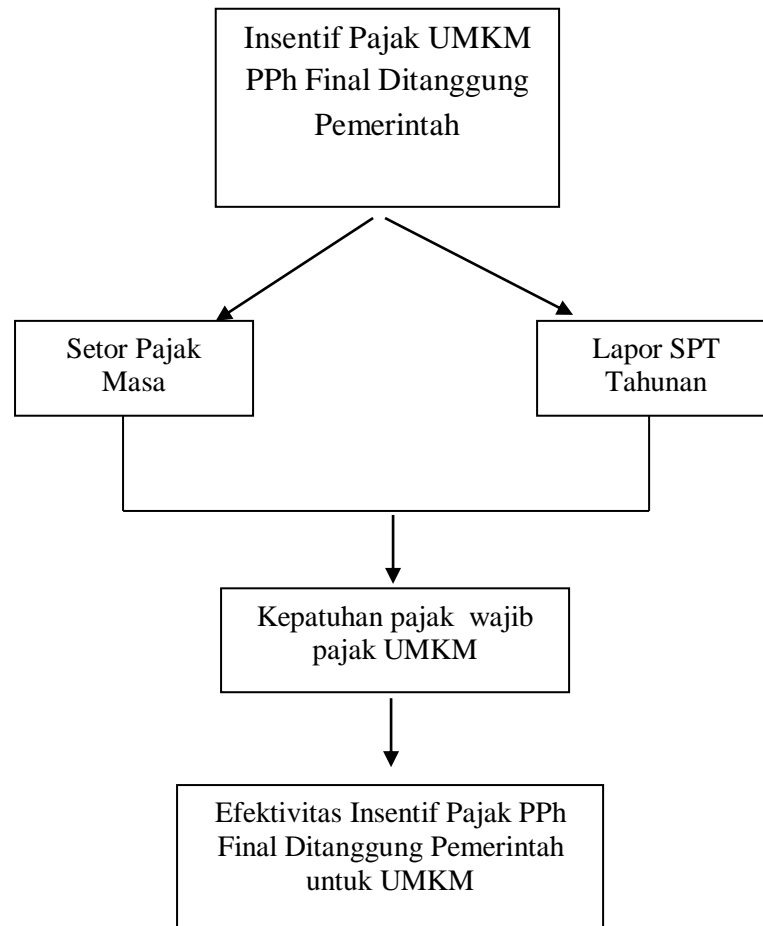 Insentif Pajak UMKM
PPh Final Ditanggung
Pemerintah
Setor Pajak
Masa
Lapor SPT
Tahunan
Kepatuhan pajak  wajib
pajak UMKM
Efektivitas Insentif Pajak PPh
Final Ditanggung Pemerintah
untuk UMKM